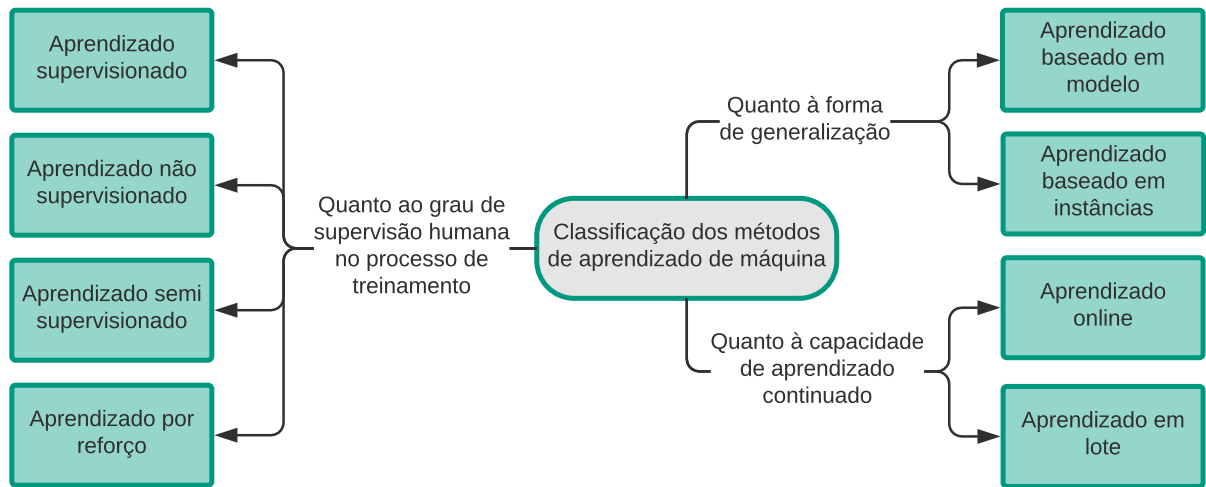 Aprendizado
supervisionado
Aprendizado não
supervisionado
Aprendizado semi
supervisionado
Aprendizado por
reforço
Quanto ao grau de
supervisão humana
no processo de
treinamento
Classificação dos métodos
de aprendizado de máquina
Quanto à forma
de generalização
Aprendizado
baseado em
modelo
Aprendizado
baseado em
instâncias
Quanto à capacidade
de aprendizado
continuado
Aprendizado
online
Aprendizado em
lote